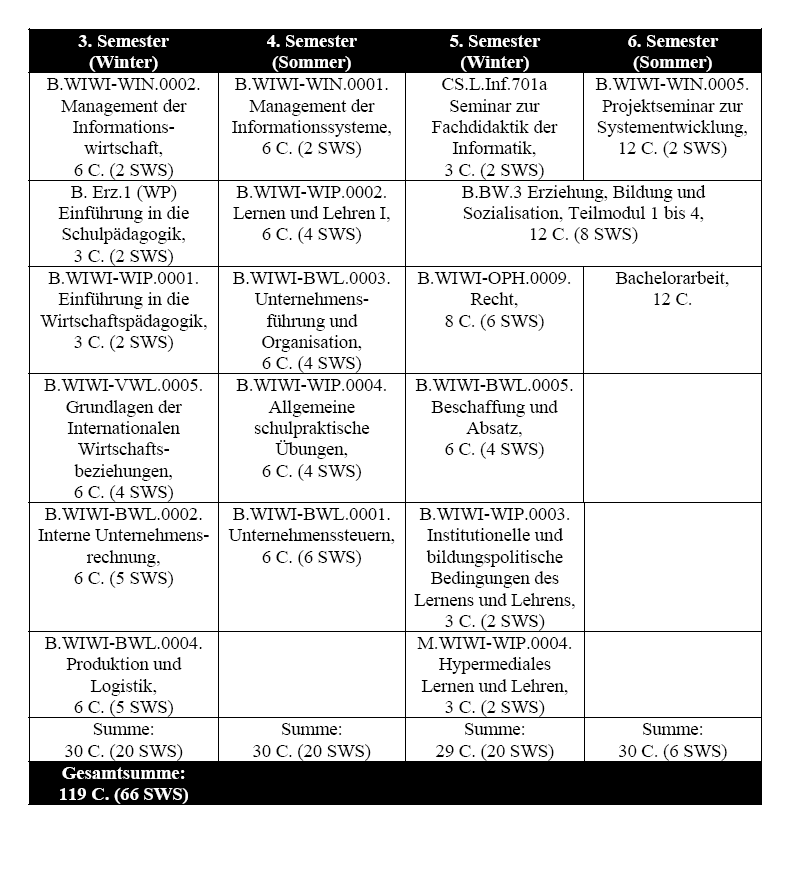 3. Semester
(Winter)
4. Semester
(Sommer)
5. Semester
(Winter)
6. Semester
(Sommer)
B.WIWI-WIN.0002.
Management der
Informations-
wirtschaft,
6 C. (2 SWS)
B.WIWI-WIN.0001.
Management der
Informationssysteme,
6 C. (2 SWS)
CS.L.Inf.701a
Seminar zur
Fachdidaktik der
Informatik,
3 C. (2 SWS)
B.WIWI-WIN.0005.
Projektseminar zur
Systementwicklung,
12 C. (2 SWS)
B. Erz.1 (WP)
Einführung in die
Schulpädagogik,
3 C. (2 SWS)
B.WIWI-WIP.0002.
Lernen und Lehren I,
6 C. (4 SWS)
B.BW.3 Erziehung, Bildung und
Sozialisation, Teilmodul 1 bis 4,
12 C. (8 SWS)
B.WIWI-WIP.0001.
Einführung in die
Wirtschaftspädagogik,
3 C. (2 SWS)
B.WIWI-BWL.0003.
Unternehmens-
führung und
Organisation,
6 C. (4 SWS)
B.WIWI-OPH.0009.
Recht,
8 C. (6 SWS)
Bachelorarbeit,
12 C.
B.WIWI-VWL.0005.
Grundlagen der
Internationalen
Wirtschafts-
beziehungen,
6 C. (4 SWS)
B.WIWI-WIP.0004.
Allgemeine
schulpraktische
Übungen,
6 C. (4 SWS)
B.WIWI-BWL.0005.
Beschaffung und
Absatz,
6 C. (4 SWS)
B.WIWI-BWL.0002.
Interne Unternehmens-
rechnung,
6 C. (5 SWS)
B.WIWI-BWL.0001.
Unternehmenssteuern,
6 C. (6 SWS)
B.WIWI-WIP.0003.
Institutionelle und
bildungspolitische
Bedingungen des
Lernens und Lehrens,
3 C. (2 SWS)
B.WIWI-BWL.0004.
Produktion und
Logistik,
6 C. (5 SWS)
M.WIWI-WIP.0004.
Hypermediales
Lernen und Lehren,
3 C. (2 SWS)
Summe:
30 C. (20 SWS)
Summe:
30 C. (20 SWS)
Summe:
29 C. (20 SWS)
Summe:
30 C. (6 SWS)
Gesamtsumme:
119 C. (66 SWS)